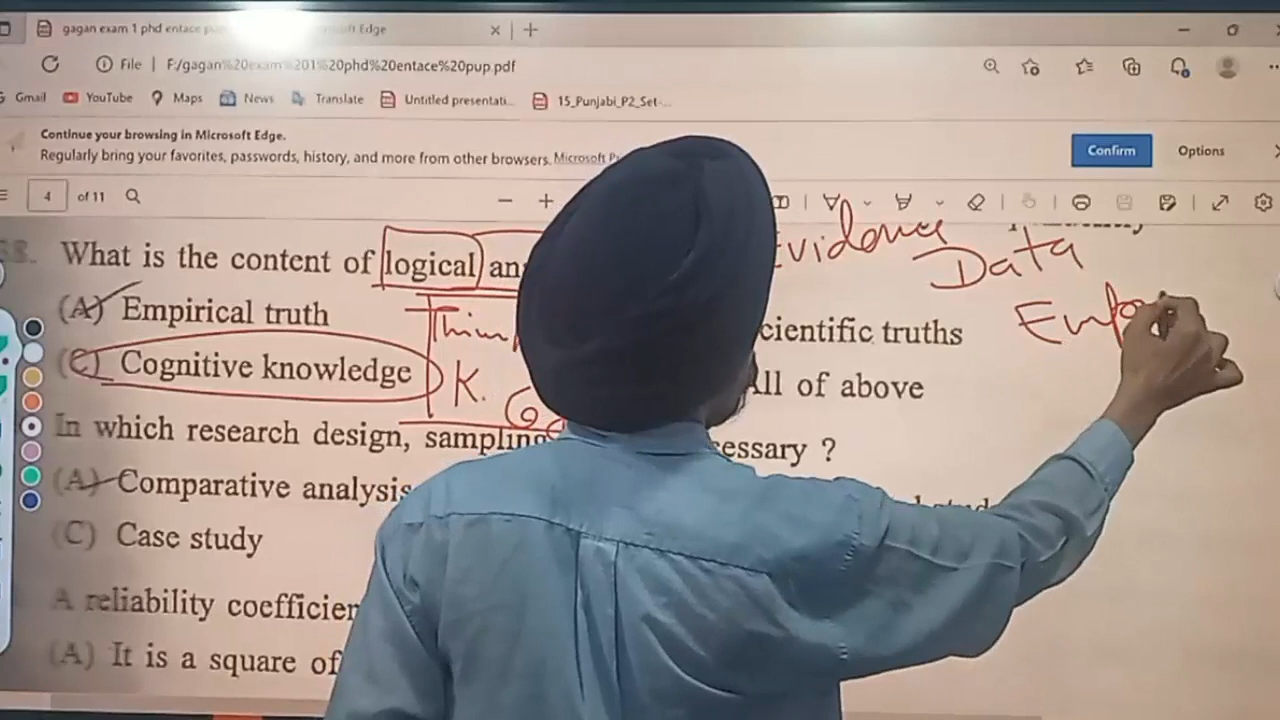 gagan exam 1 phd entace
soft Edge
File | F:/gagan%20exam%201%20phd%20entace%20pup.pdf
Gmail YouTube Maps News Translate Untitled presentati... 15_Punjabi_P2_Set-...
Continue your browsing in Microsoft Edge.
Regularly bring your favorites, passwords, history, and more from other browsers. Microsoft
Confirm Options
4 of 11
Evidence
Data
What is the content of logical an
(A) Empirical truth
cientific truths
(C) Cognitive knowledge
K.
All of above
In which research design, sampling
essary ?
(A) Comparative analysis
(C) Case study
A reliability coefficien
(A) It is a square of